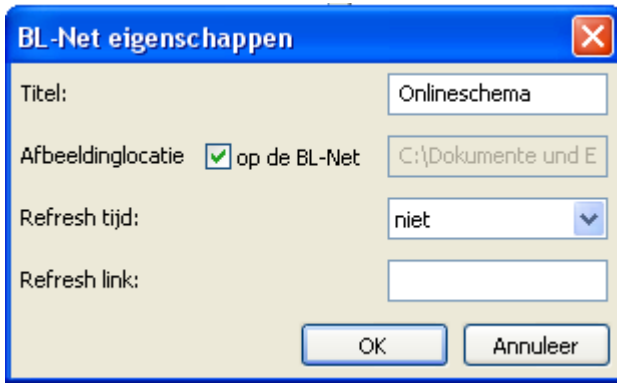 BL-Net eigenschappen
Titel: Onlineschema
Afbeeldinglocatie op de BL-Net C:\Dokumente und E
Refresh tijd: niet
Refresh link:
OK Annuleer